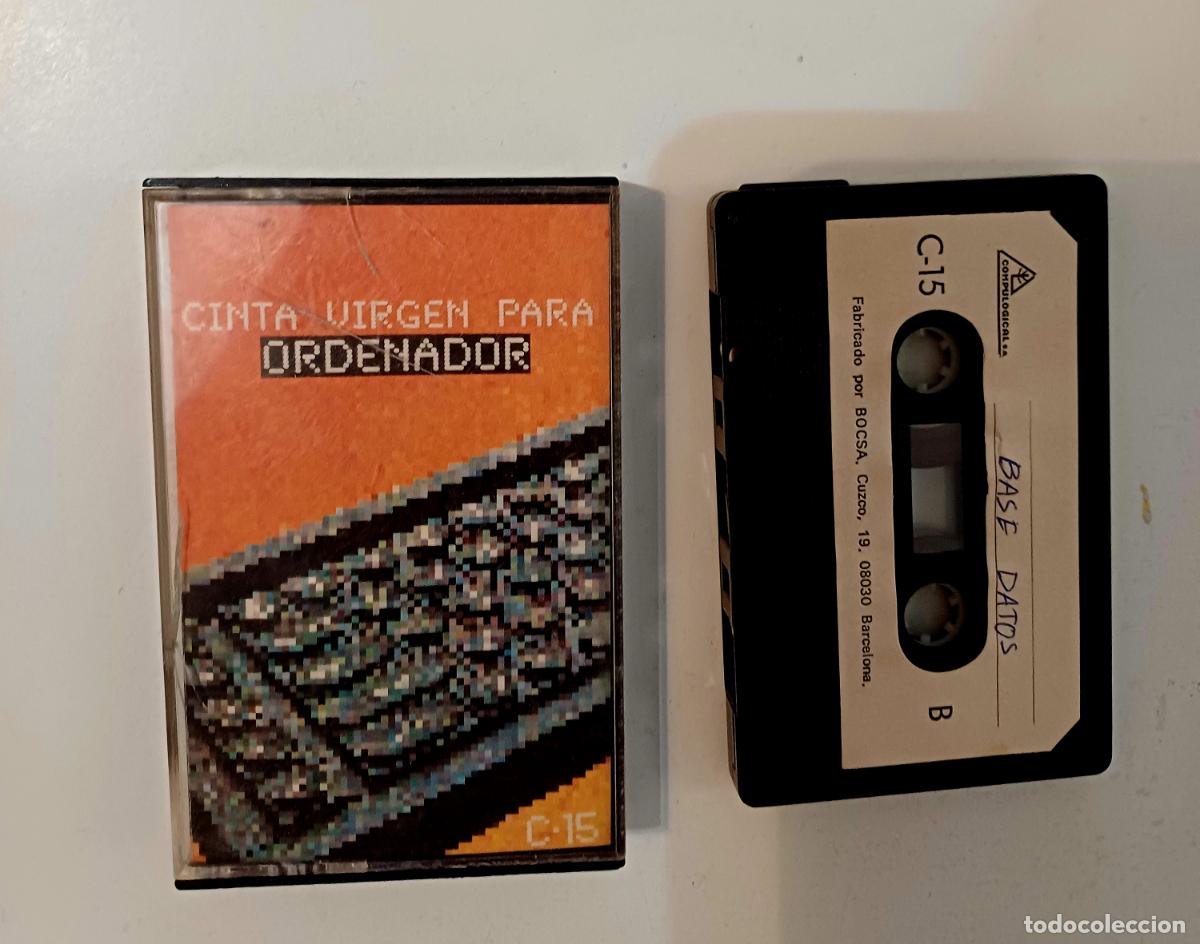 CINTA VIRGEN PARA
ORDENADOR
C·15
COMPULOGICAL S.A.
C-15
BASE DATOS
B
Fabricado por BOCSA. Cuzco, 19. 08030 Barcelona.
todocoleccion